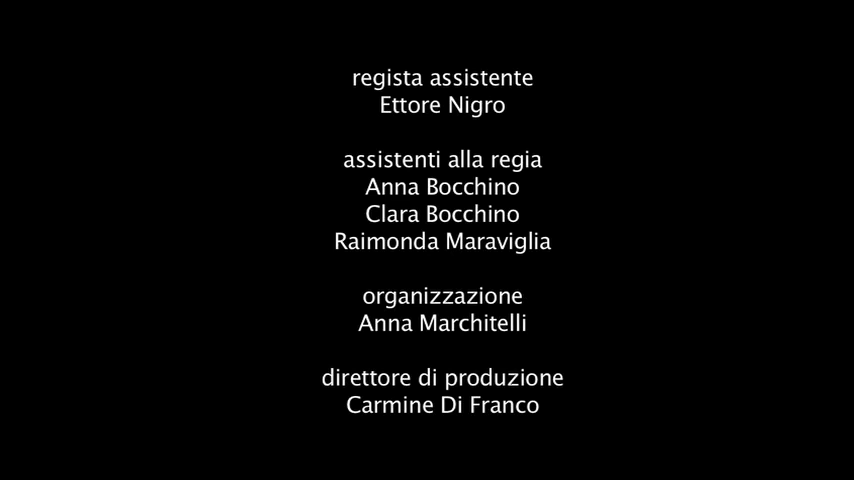 regista assistente
Ettore Nigro
assistenti alla regia
Anna Bocchino
Clara Bocchino
Raimonda Maraviglia
organizzazione
Anna Marchitelli
direttore di produzione
Carmine Di Franco